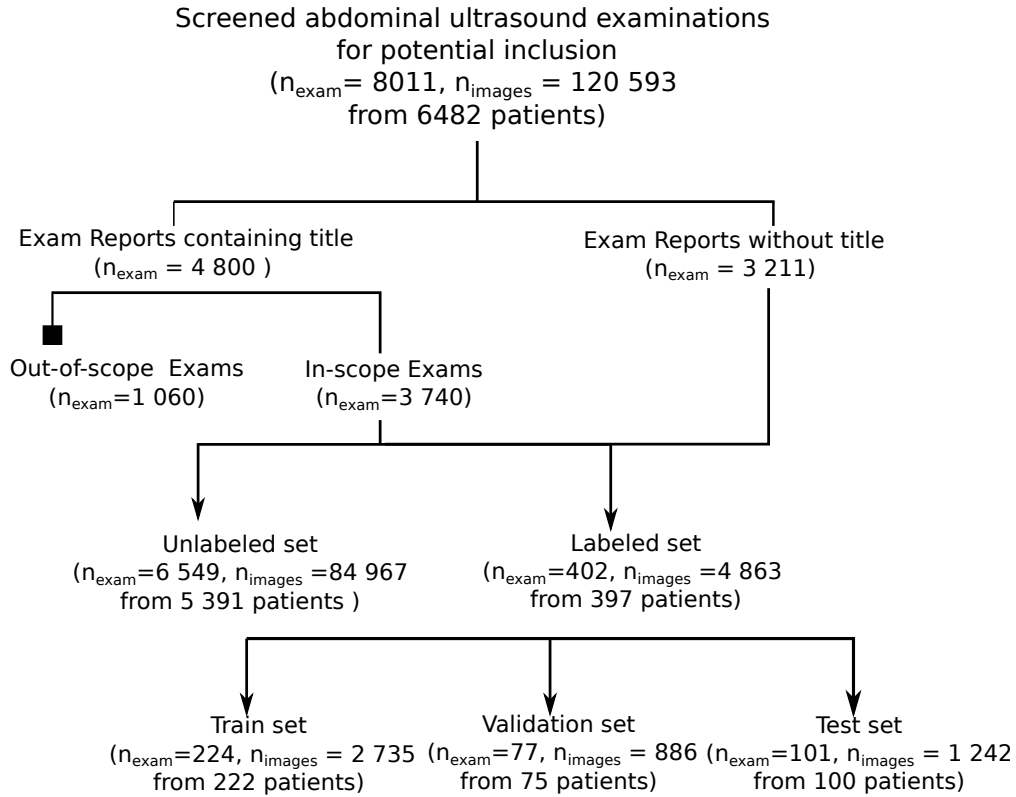 Screened abdominal ultrasound examinations
for potential inclusion
(nexam= 8011, nimages = 120 593
from 6482 patients)
Exam Reports containing title
(nexam = 4 800 )
Exam Reports without title
(nexam = 3 211)
Out-of-scope  Exams
(nexam=1 060)
In-scope Exams
(nexam=3 740)
Unlabeled set
(nexam=6 549, nimages =84 967
from 5 391 patients )
Labeled set
(nexam=402, nimages =4 863
from 397 patients)
Train set
(nexam=224, nimages = 2 735
from 222 patients)
Validation set
(nexam=77, nimages = 886
from 75 patients)
Test set
(nexam=101, nimages = 1 242
from 100 patients)